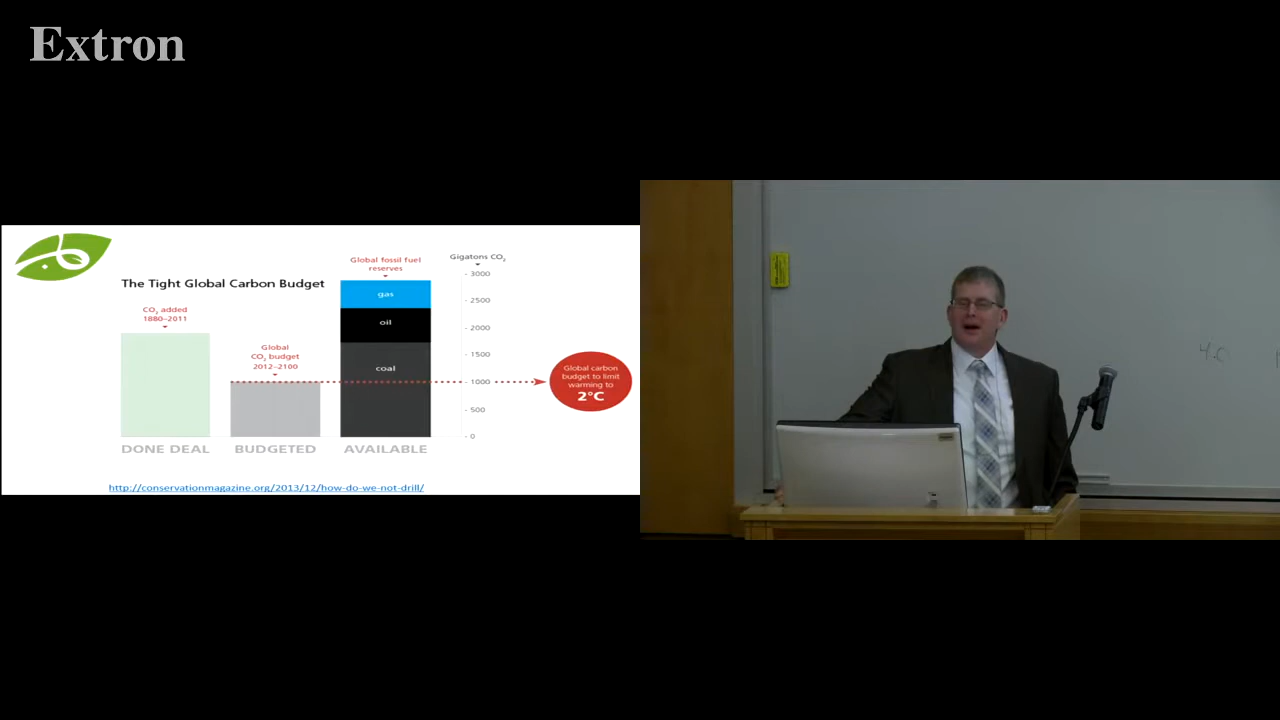 Extron
The Tight Global Carbon Budget
CO₂ added
1880–2011
Global
CO₂ budget
2012–2100
Global fossil fuel
reserves
gas
oil
coal
Gigatons CO₂
- 3000
- 2500
- 2000
- 1500
- 1000
- 500
- 0
Global carbon
budget to limit
warming to
2°C
DONE DEAL
BUDGETED
AVAILABLE
http://conservationmagazine.org/2013/12/how-do-we-not-drill/
4.0